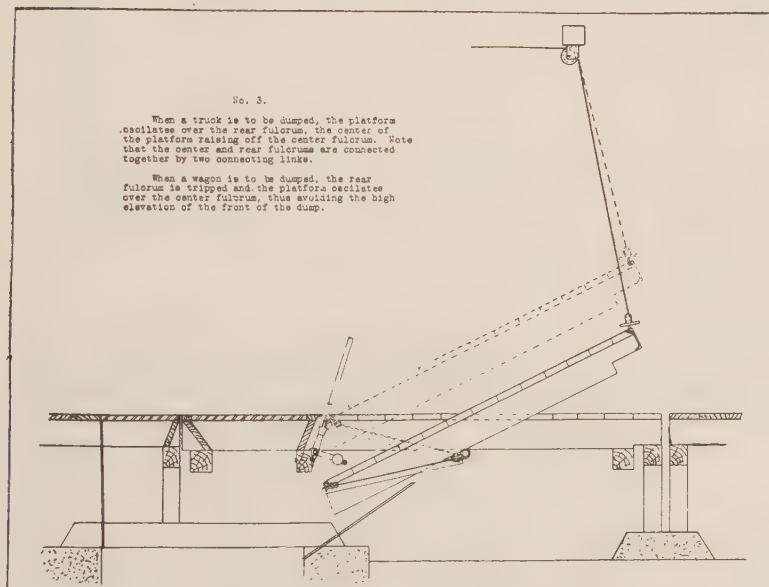 No. 3.
When a truck is to be dumped, the platform
oscilates over the rear fulcrum, the center of
the platform raising off the center fulcrum. Note
that the center and rear fulcrums are connected
together by two connecting links.
When a wagon is to be dumped, the rear
fulcrum is tripped and the platform oscilates
over the center fulcrum, thus avoiding the high
elevation of the front of the dump.